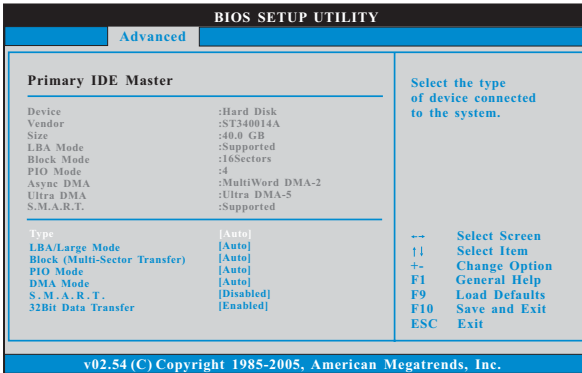 BIOS SETUP UTILITY
Advanced
Primary IDE Master
Device :Hard Disk
Vendor :ST340014A
Size :40.0 GB
LBA Mode :Supported
Block Mode :16Sectors
PIO Mode :4
Async DMA :MultiWord DMA-2
Ultra DMA :Ultra DMA-5
S.M.A.R.T. :Supported
Type [Auto]
LBA/Large Mode [Auto]
Block (Multi-Sector Transfer) [Auto]
PIO Mode [Auto]
DMA Mode [Auto]
S.M.A.R.T. [Disabled]
32Bit Data Transfer [Enabled]
Select the type
of device connected
to the system.
←→ Select Screen
↑↓ Select Item
+- Change Option
F1 General Help
F9 Load Defaults
F10 Save and Exit
ESC Exit
v02.54 (C) Copyright 1985-2005, American Megatrends, Inc.